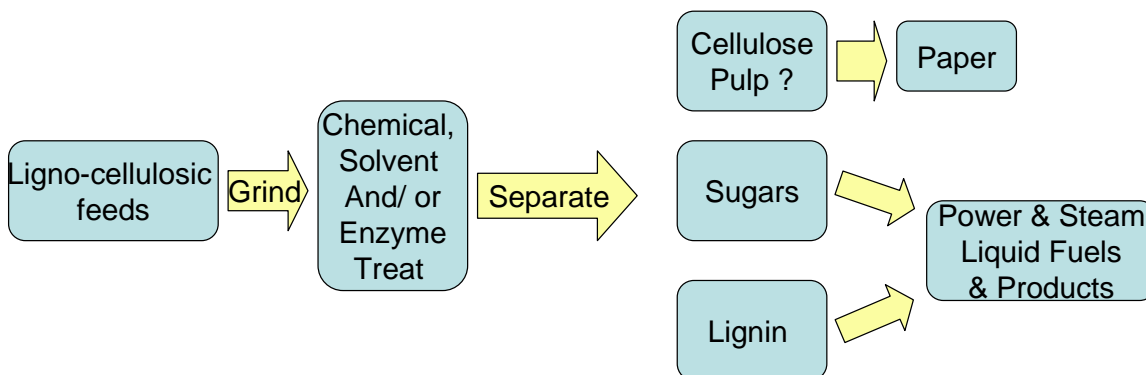 Ligno-cellulosic
feeds
Grind
Chemical,
Solvent
And/ or
Enzyme
Treat
Separate
Cellulose
Pulp ?
Paper
Sugars
Lignin
Power & Steam
Liquid Fuels
& Products